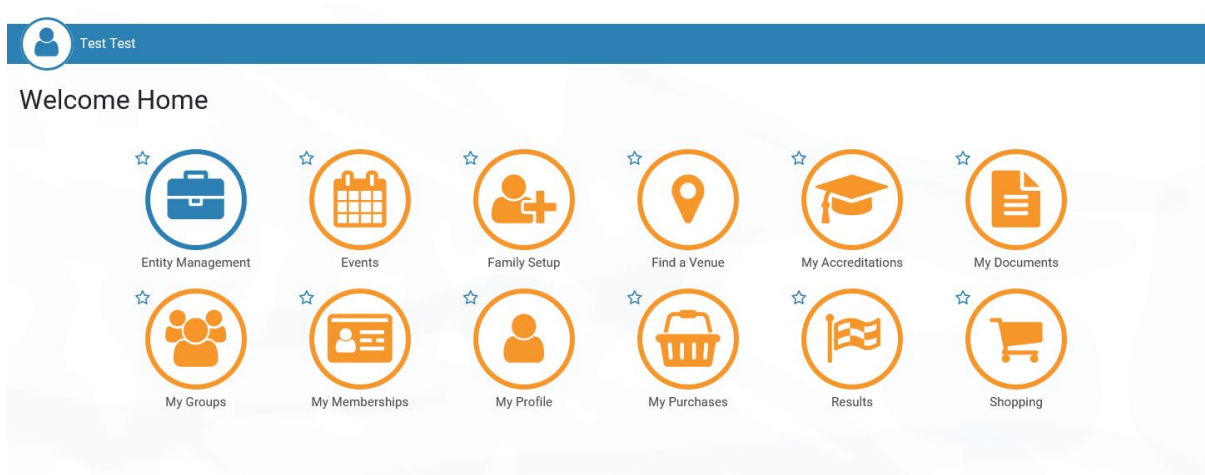 Test Test
Welcome Home
Entity Management
Events
Family Setup
Find a Venue
My Accreditations
My Documents
My Groups
My Memberships
My Profile
My Purchases
Results
Shopping